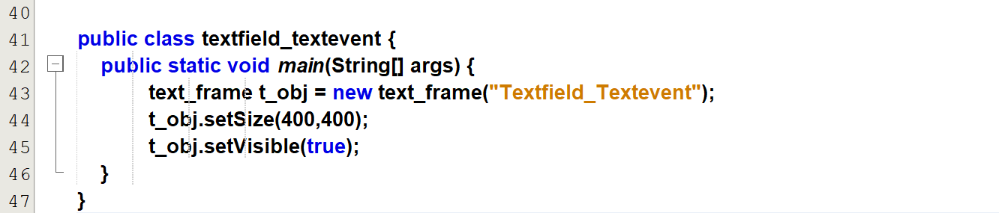 40
41 public class textfield_textevent {
42 public static void main(String[] args) {
43 text_frame t_obj = new text_frame("Textfield_Textevent");
44 t_obj.setSize(400,400);
45 t_obj.setVisible(true);
46 }
47 }